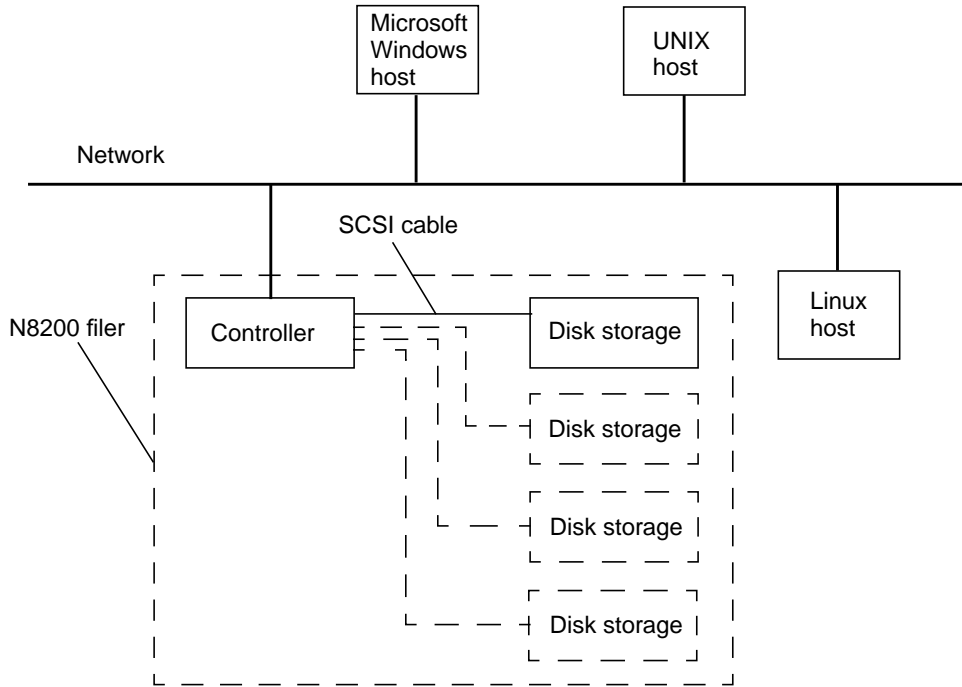 Microsoft
Windows
host
UNIX
host
Network
SCSI cable
N8200 filer
Controller
Disk storage
Linux
host
Disk storage
Disk storage
Disk storage